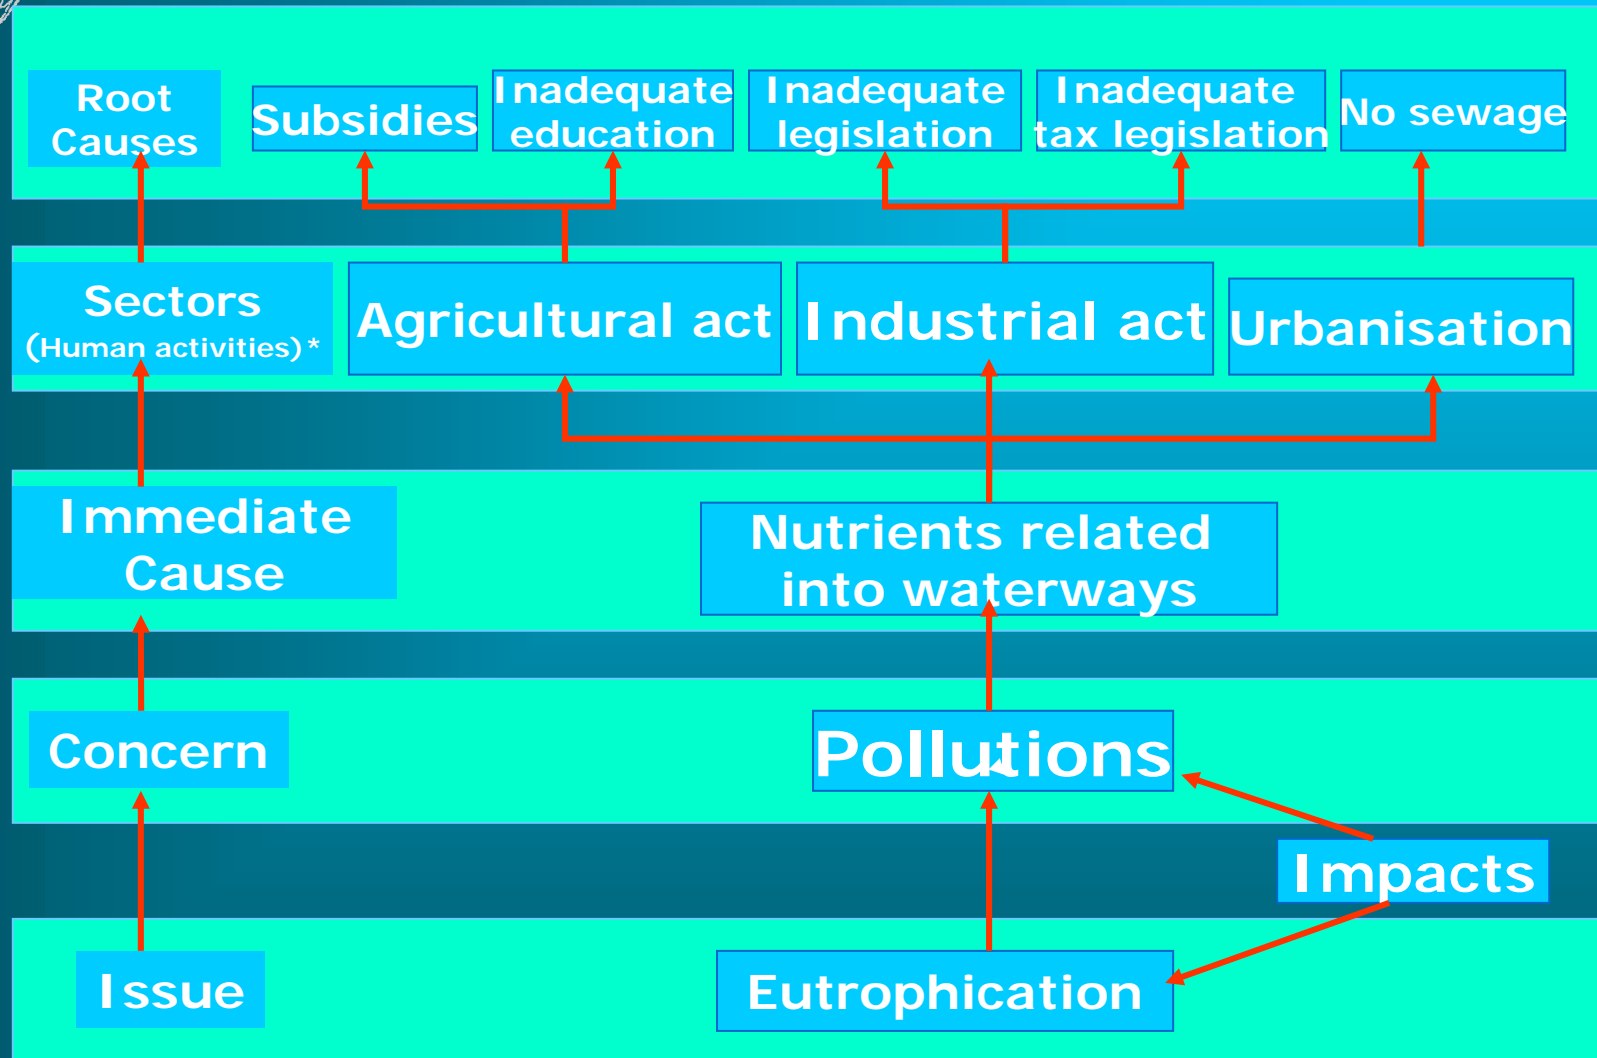 Root
Causes
Subsidies
Inadequate
education
Inadequate
legislation
Inadequate
tax legislation
No sewage
Sectors
(Human activities)*
Agricultural act
Industrial act
Urbanisation
Immediate
Cause
Nutrients related
into waterways
Concern
Pollutions
Impacts
Issue
Eutrophication